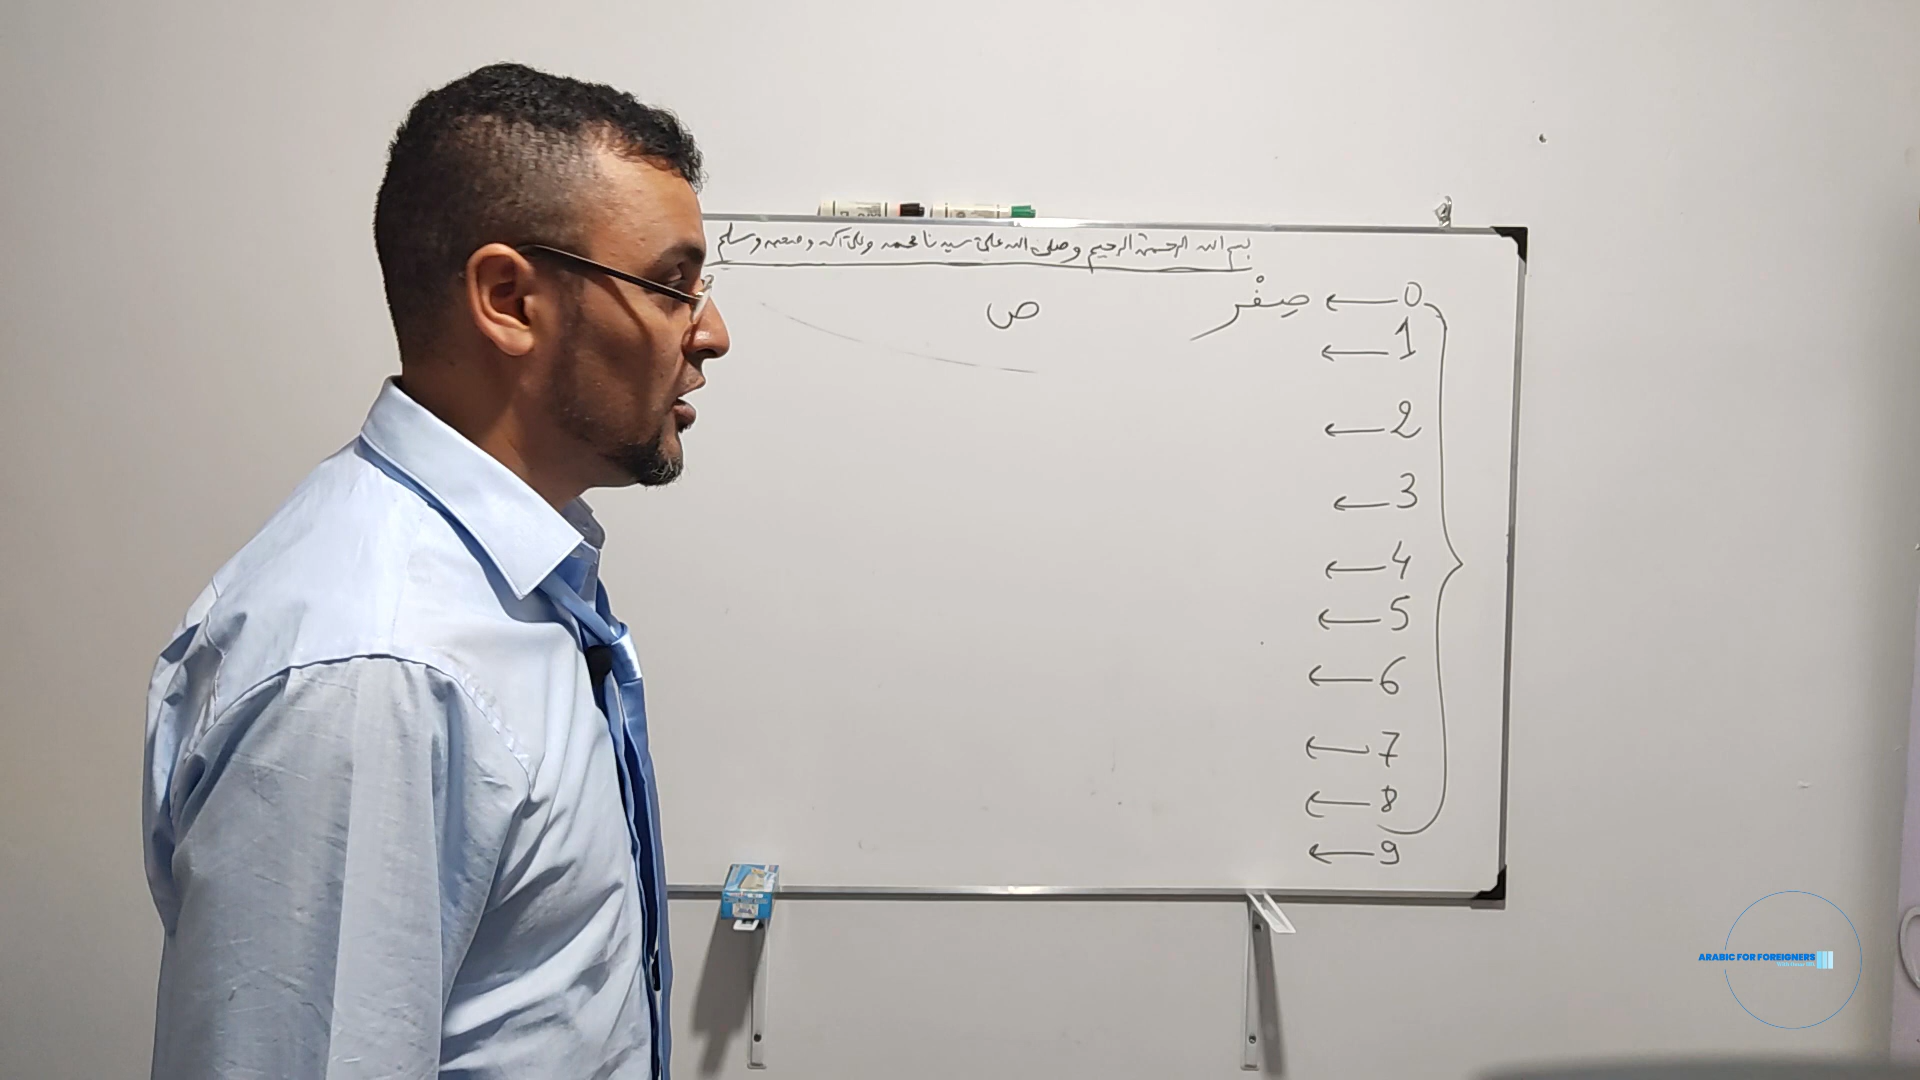 بسم الله الرحمن الرحيم وصلى الله على سيدنا محمد وعلى آله وصحبه وسلم
0 ← صِفْر
ص
1 ←
2 ←
3 ←
4 ←
5 ←
6 ←
7 ←
8 ←
9 ←
ARABIC FOR FOREIGNERS